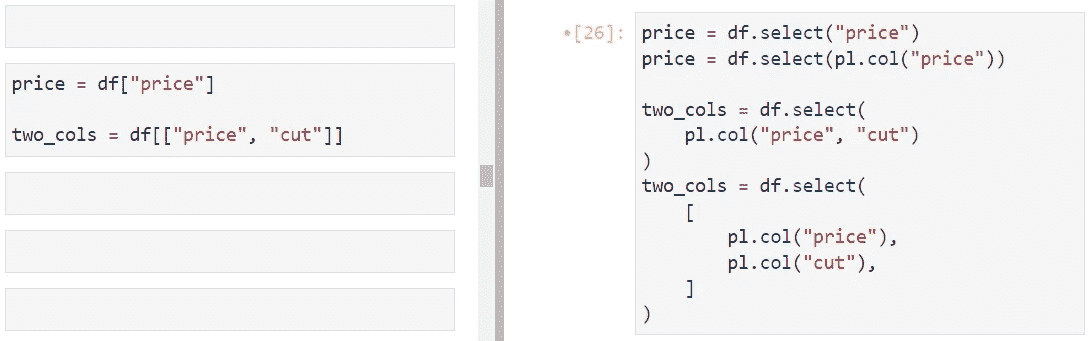 price = df["price"]
two_cols = df[["price", "cut"]]
•[26]:
price = df.select("price")
price = df.select(pl.col("price"))
two_cols = df.select(
pl.col("price", "cut")
)
two_cols = df.select(
[
pl.col("price"),
pl.col("cut"),
]
)